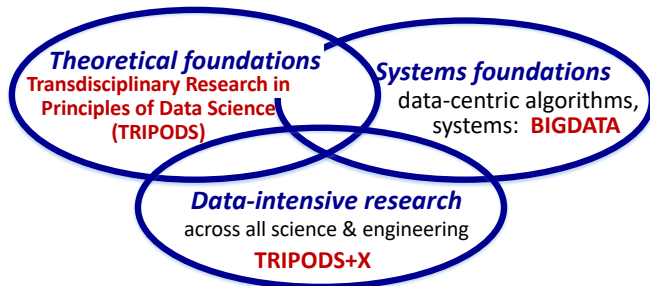 Theoretical foundations
Transdisciplinary Research in
Principles of Data Science
(TRIPODS)
Systems foundations
data-centric algorithms,
systems: BIGDATA
Data-intensive research
across all science & engineering
TRIPODS+X